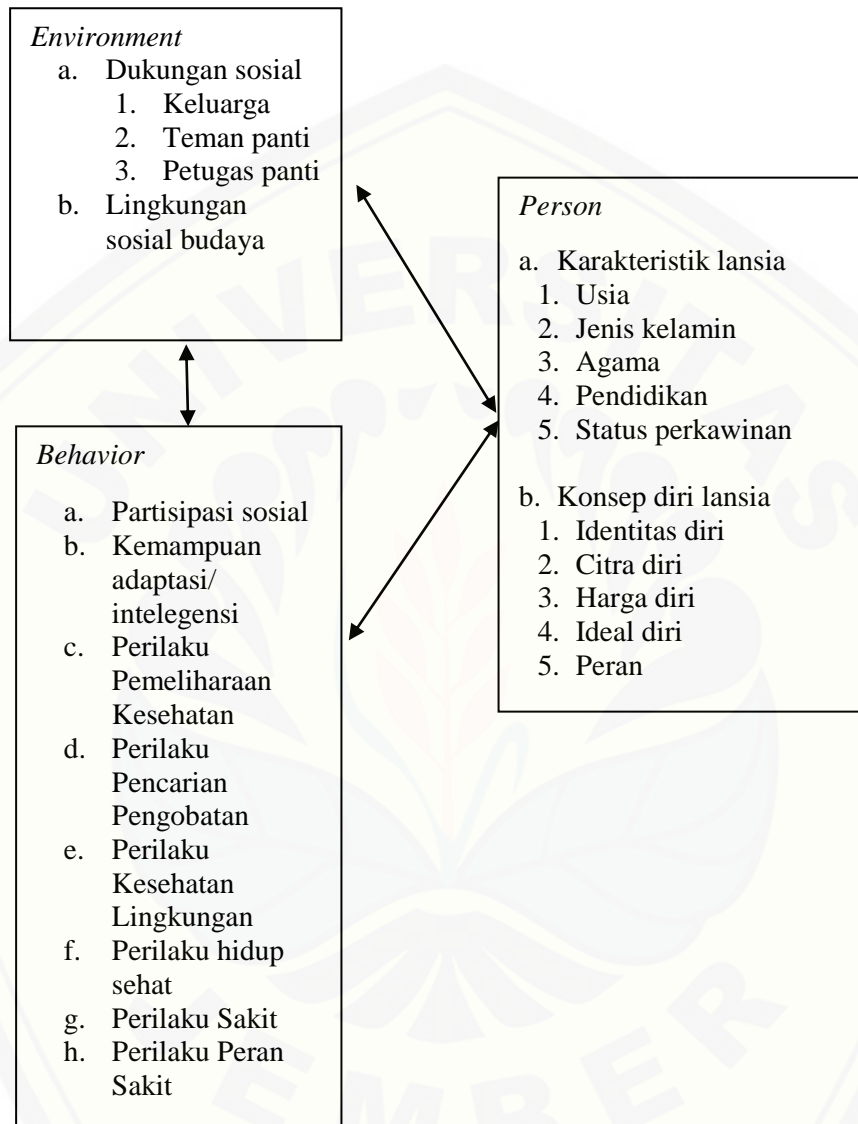 Environment
a. Dukungan sosial
1. Keluarga
2. Teman panti
3. Petugas panti
b. Lingkungan
sosial budaya
Person
a. Karakteristik lansia
1. Usia
2. Jenis kelamin
3. Agama
4. Pendidikan
5. Status perkawinan
b. Konsep diri lansia
1. Identitas diri
2. Citra diri
3. Harga diri
4. Ideal diri
5. Peran
Behavior
a. Partisipasi sosial
b. Kemampuan
adaptasi/
intelegensi
c. Perilaku
Pemeliharaan
Kesehatan
d. Perilaku
Pencarian
Pengobatan
e. Perilaku
Kesehatan
Lingkungan
f. Perilaku hidup
sehat
g. Perilaku Sakit
h. Perilaku Peran
Sakit
UNIVERSITAS
JEMBER